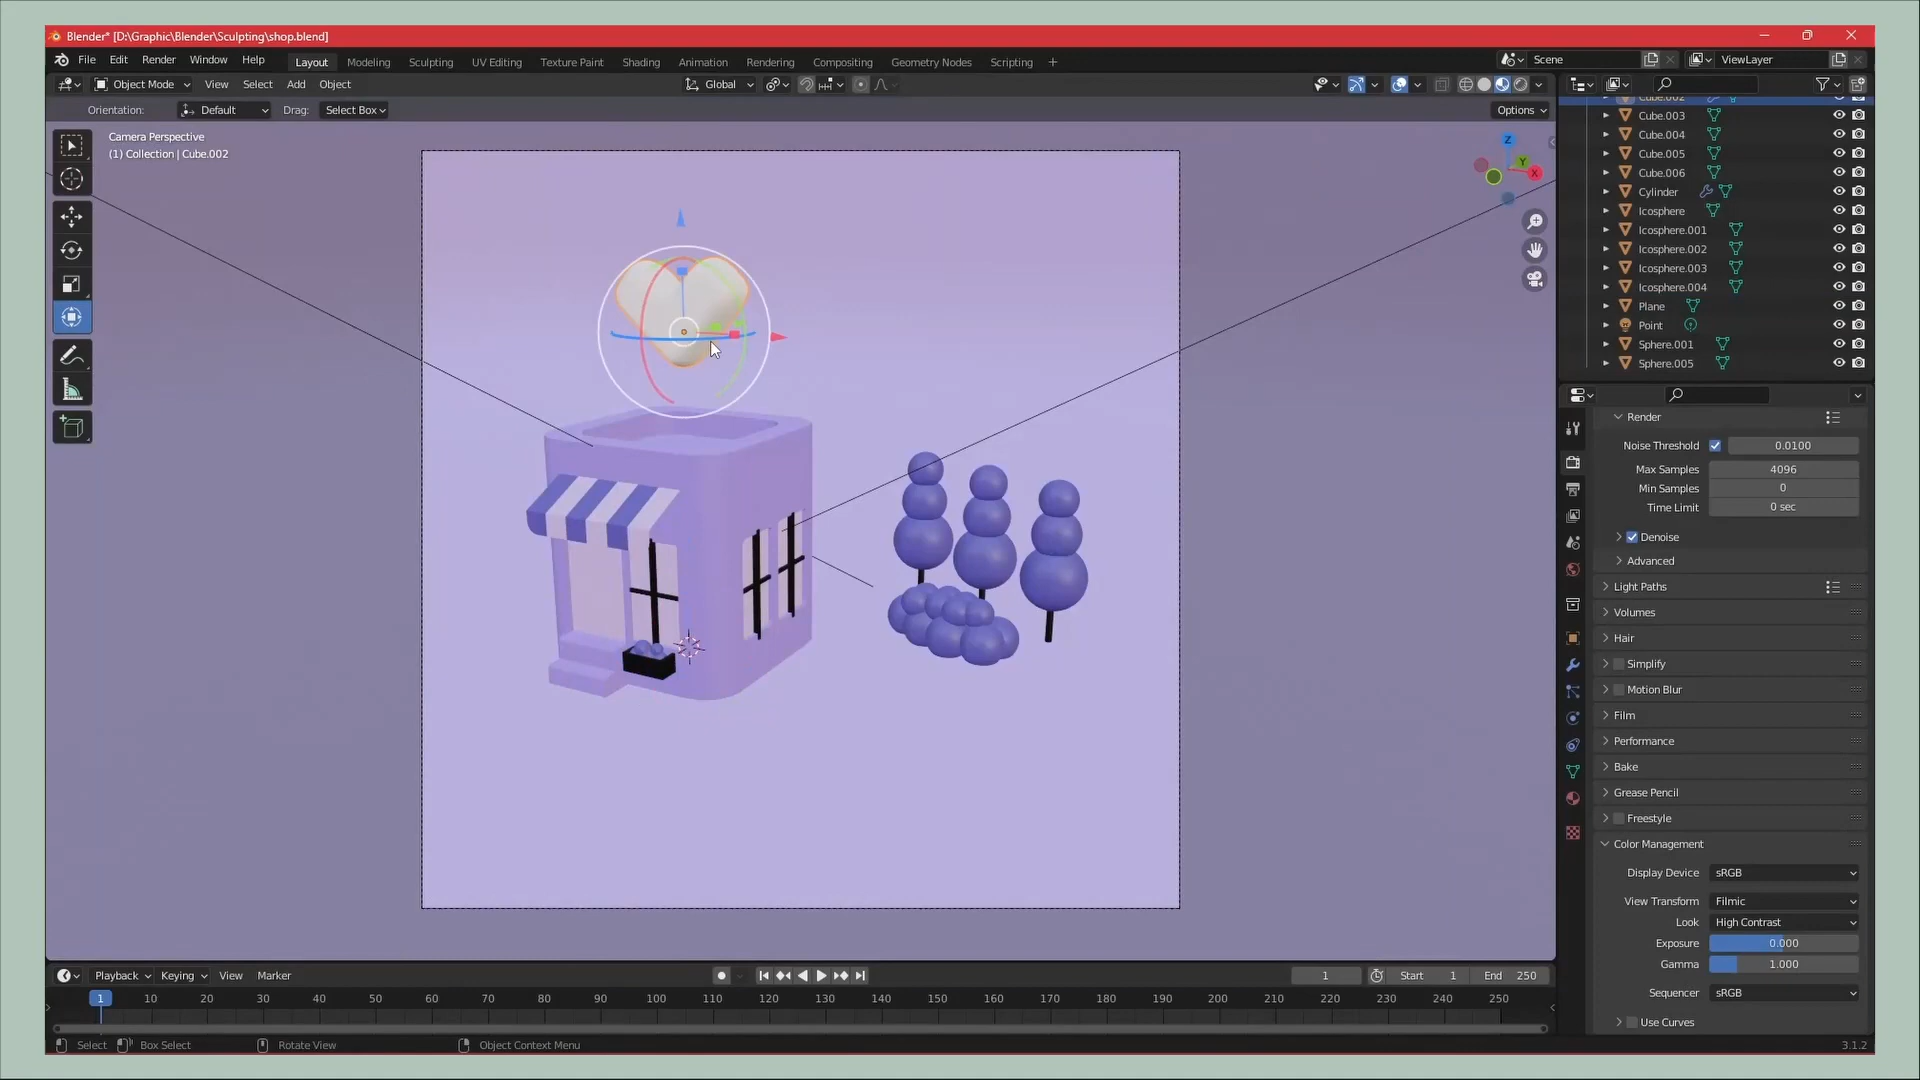 Blender* [D:\Graphic\Blender\Sculpting\shop.blend]
File Edit Render Window Help Layout Modeling Sculpting UV Editing Texture Paint Shading Animation Rendering Compositing Geometry Nodes Scripting + Scene ViewLayer
Object Mode View Select Add Object Global
Orientation: Default Drag: Select Box Options
Camera Perspective
(1) Collection | Cube.002
Z
Y
X
Cube.002
Cube.003
Cube.004
Cube.005
Cube.006
Cylinder
Icosphere
Icosphere.001
Icosphere.002
Icosphere.003
Icosphere.004
Plane
Point
Sphere.001
Sphere.005
Render
Noise Threshold 0.0100
Max Samples 4096
Min Samples 0
Time Limit 0 sec
Denoise
Advanced
Light Paths
Volumes
Hair
Simplify
Motion Blur
Film
Performance
Bake
Grease Pencil
Freestyle
Color Management
Display Device sRGB
View Transform Filmic
Look High Contrast
Exposure 0.000
Gamma 1.000
Sequencer sRGB
Use Curves
Playback Keying View Marker 1 Start 1 End 250
1 10 20 30 40 50 60 70 80 90 100 110 120 130 140 150 160 170 180 190 200 210 220 230 240 250
Select Box Select Rotate View Object Context Menu 3.1.2